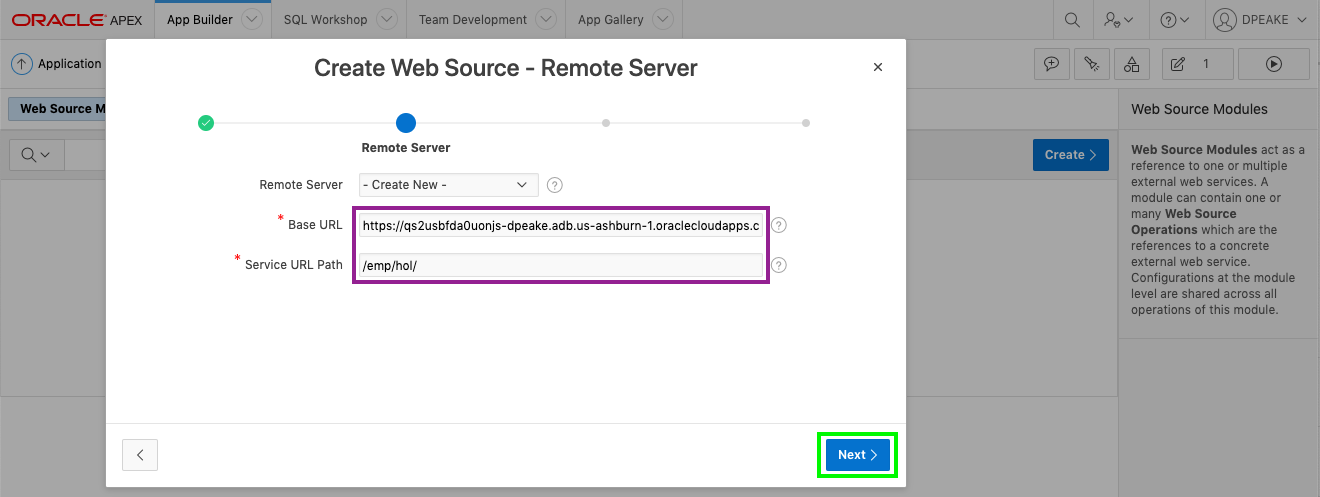 ORACLE APEX
App Builder
SQL Workshop
Team Development
App Gallery
DPEAKE
Application
1
Web Source M
Create
Create Web Source - Remote Server
Remote Server
Remote Server
- Create New -
* Base URL
https://qs2usbfda0uonjs-dpeake.adb.us-ashburn-1.oraclecloudapps.c
* Service URL Path
/emp/hol/
Next
Web Source Modules
Web Source Modules act as a
reference to one or multiple
external web services. A
module can contain one or
many Web Source
Operations which are the
references to a concrete
external web service.
Configurations at the module
level are shared across all
operations of this module.